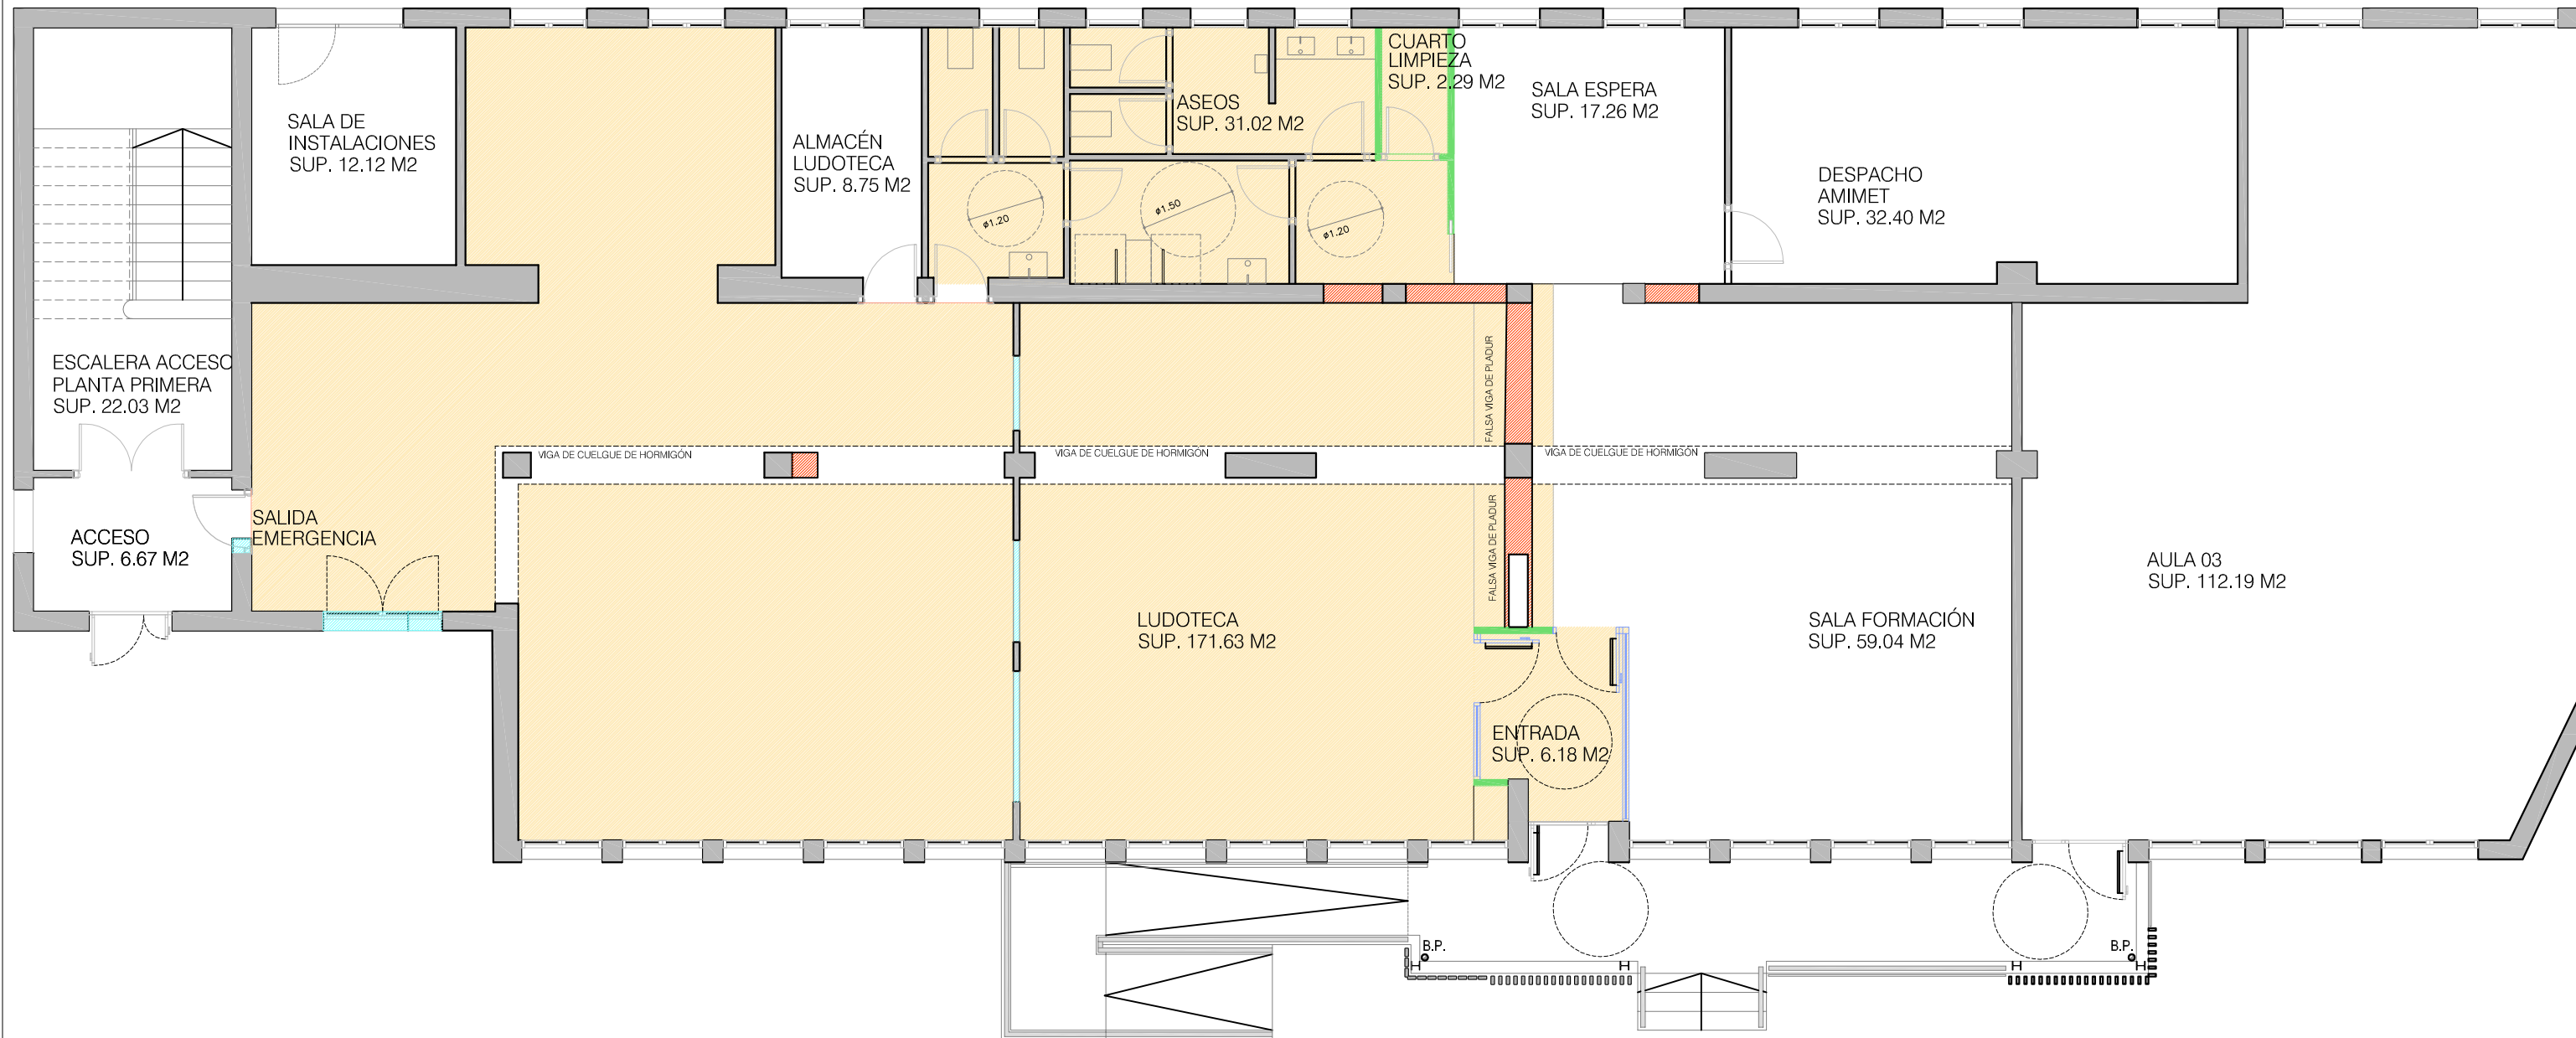 CUARTO
LIMPIEZA
SUP. 2.29 M2
SALA ESPERA
SUP. 17.26 M2
ASEOS
SUP. 31.02 M2
SALA DE
INSTALACIONES
SUP. 12.12 M2
ALMACÉN
LUDOTECA
SUP. 8.75 M2
DESPACHO
AMIMET
SUP. 32.40 M2
ø1.20
ø1.50
ø1.20
ESCALERA ACCESO
PLANTA PRIMERA
SUP. 22.03 M2
FALSA VIGA DE PLADUR
VIGA DE CUELGUE DE HORMIGÓN
VIGA DE CUELGUE DE HORMIGÓN
VIGA DE CUELGUE DE HORMIGÓN
FALSA VIGA DE PLADUR
SALIDA
EMERGENCIA
ACCESO
SUP. 6.67 M2
AULA 03
SUP. 112.19 M2
LUDOTECA
SUP. 171.63 M2
SALA FORMACIÓN
SUP. 59.04 M2
ENTRADA
SUP. 6.18 M2
B.P.
B.P.